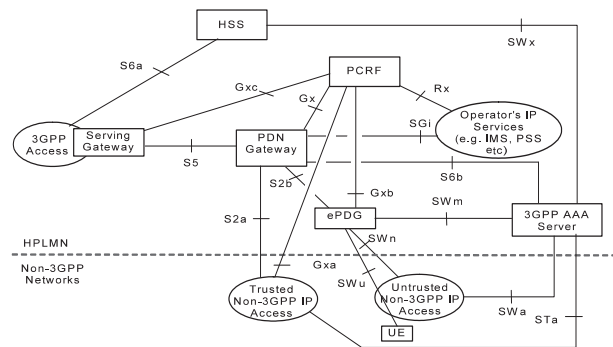 HSS
SWx
S6a
PCRF
Gxc
Gx
Rx
3GPP
Access
Serving
Gateway
S5
PDN
Gateway
SGi
Operator's IP
Services
(e.g. IMS, PSS
etc)
S2b
S6b
Gxb
S2a
ePDG
SWm
3GPP AAA
Server
SWn
HPLMN
Non-3GPP
Networks
Gxa
SWu
Trusted
Non-3GPP IP
Access
Untrusted
Non-3GPP IP
Access
SWa
STa
UE